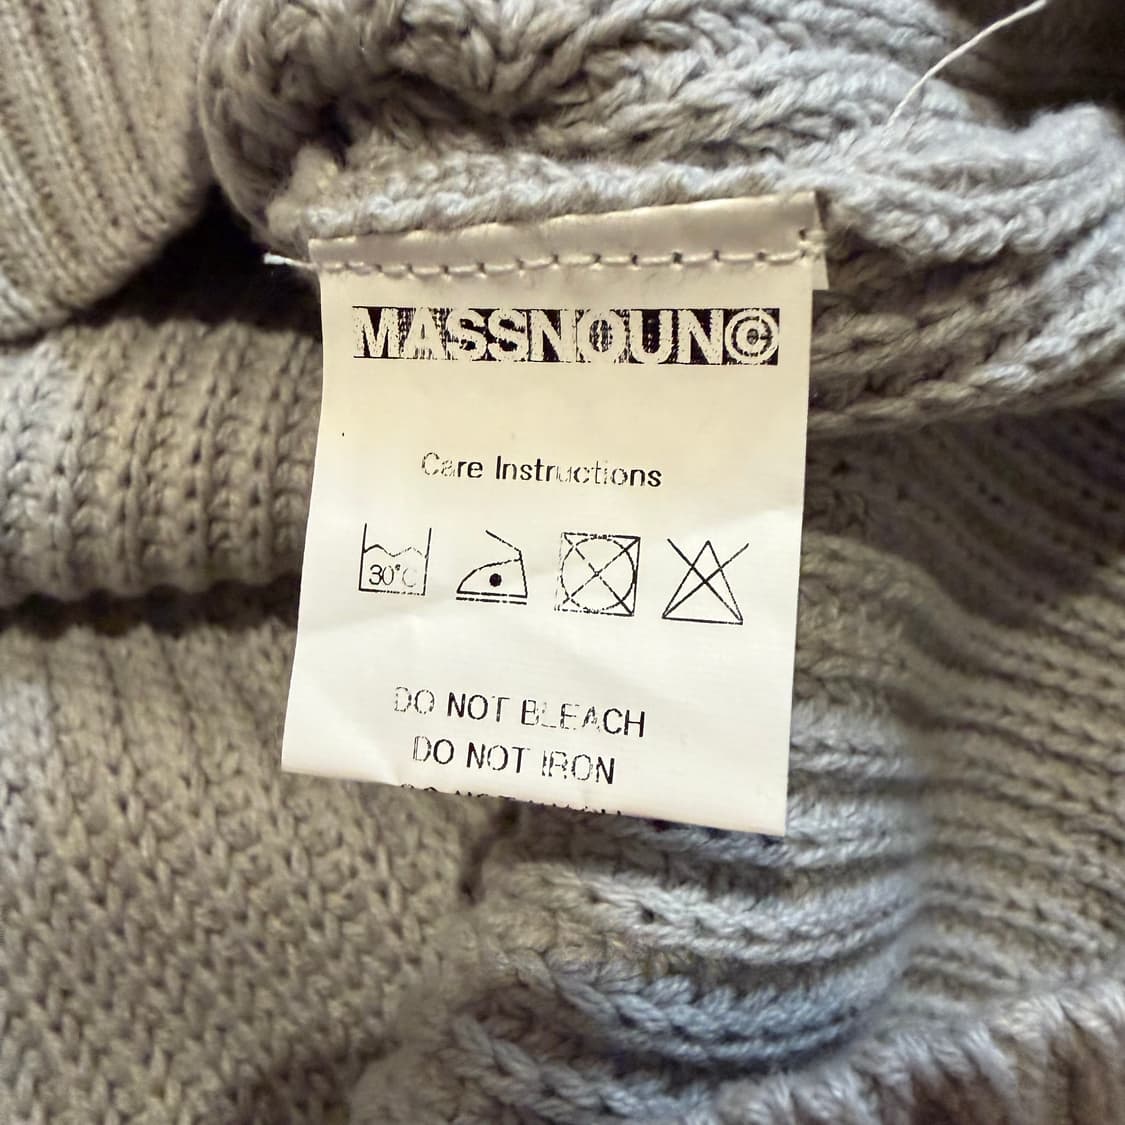 MASSNOUN©
Care Instructions
30°C
DO NOT BLEACH
DO NOT IRON